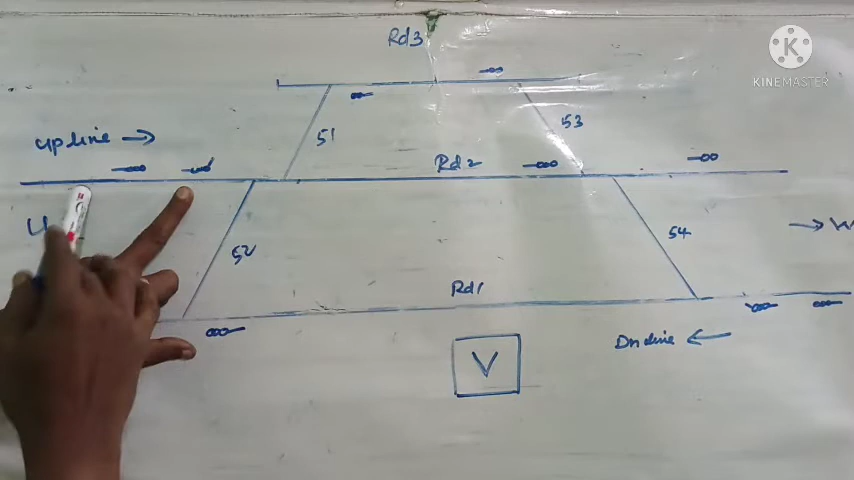 Rd3
K
KINEMASTER
51
53
up line →
Rd2
U
52
54
→ W
Rd1
Dn line ←
V